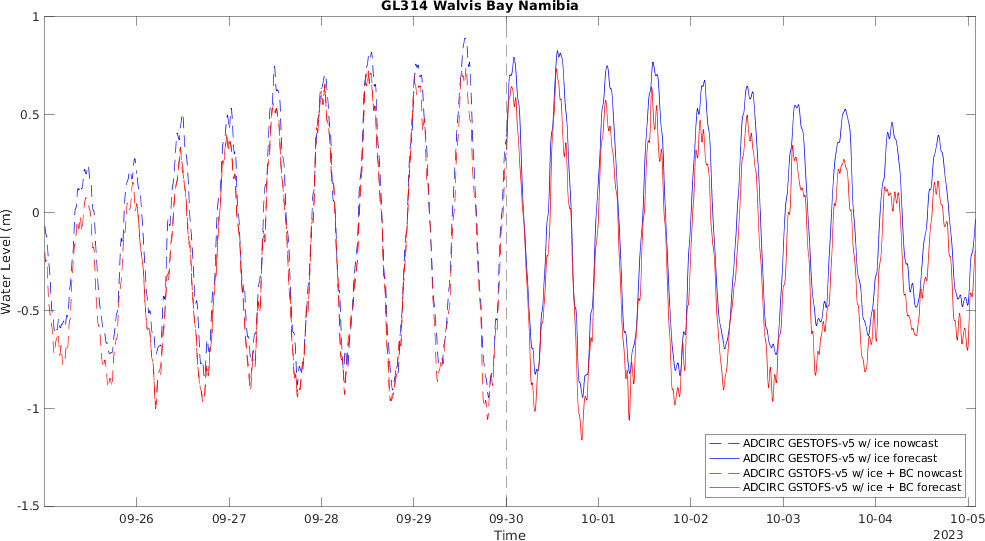 GL314 Walvis Bay Namibia
1
0.5
0
-0.5
-1
-1.5
Water Level (m)
09-26 09-27 09-28 09-29 09-30 10-01 10-02 10-03 10-04 10-05
Time
2023
ADCIRC GESTOFS-v5 w/ ice nowcast
ADCIRC GESTOFS-v5 w/ ice forecast
ADCIRC GSTOFS-v5 w/ ice + BC nowcast
ADCIRC GSTOFS-v5 w/ ice + BC forecast